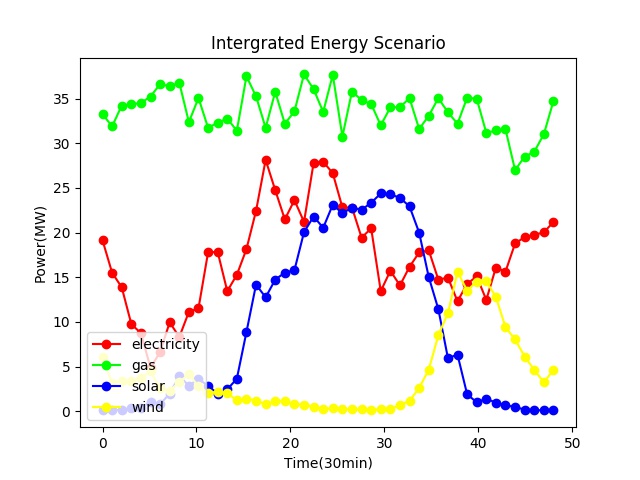 Intergrated Energy Scenario
Power(MW)
35
30
25
20
15
10
5
0
electricity
gas
solar
wind
0 10 20 30 40 50
Time(30min)